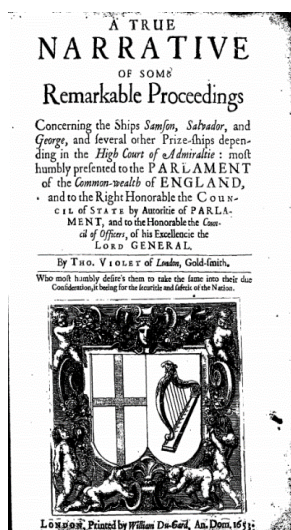 A TRUE
NARRATIVE
OF SOME
Remarkable Proceedings
Concerning the Ships Samson, Salvador, and
George, and several other Prize-ships depen-
ding in the High Court of Admiraltie : most
humbly presented to the PARLAMENT
of the Common-wealth of ENGLAND,
and to the Right Honorable the COUN-
CIL of STATE by Autoritie of PARLA-
MENT, and to the Honorable the Coun-
cil of Officers, of his Excellencie the
LORD GENERAL.
By THO. VIOLET of London, Gold-smith.
Who most humbly desire's them to take the same into their due
Consideration, it beeing for the securitie and safetie of the Nation.
LONDON, Printed by William Du-Gard, An. Dom. 1653.